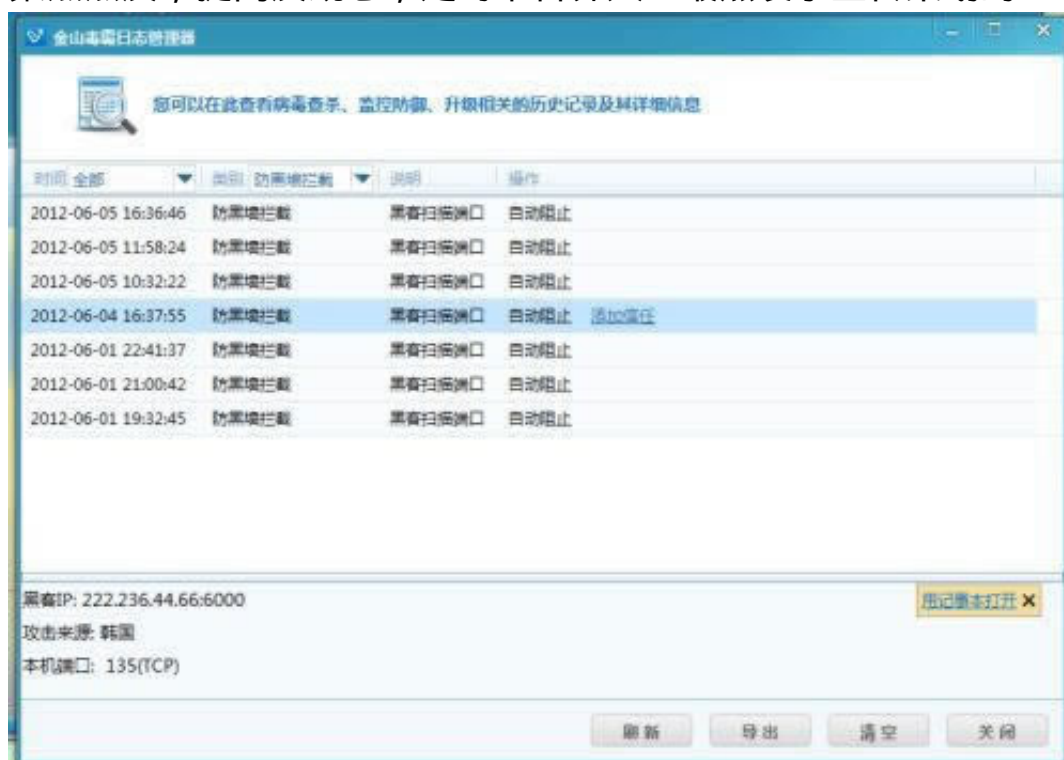 金山毒霸日志管理器
您可以在此查看病毒查杀、监控防御、升级相关的历史记录及其详细信息
时间 全部 类别 防黑墙拦截 说明 操作
2012-06-05 16:36:46 防黑墙拦截 黑客扫描端口 自动阻止
2012-06-05 11:58:24 防黑墙拦截 黑客扫描端口 自动阻止
2012-06-05 10:32:22 防黑墙拦截 黑客扫描端口 自动阻止
2012-06-04 16:37:55 防黑墙拦截 黑客扫描端口 自动阻止 添加信任
2012-06-01 22:41:37 防黑墙拦截 黑客扫描端口 自动阻止
2012-06-01 21:00:42 防黑墙拦截 黑客扫描端口 自动阻止
2012-06-01 19:32:45 防黑墙拦截 黑客扫描端口 自动阻止
黑客IP: 222.236.44.66:6000 用记事本打开
攻击来源: 韩国
本机端口: 135(TCP)
刷新 导出 清空 关闭